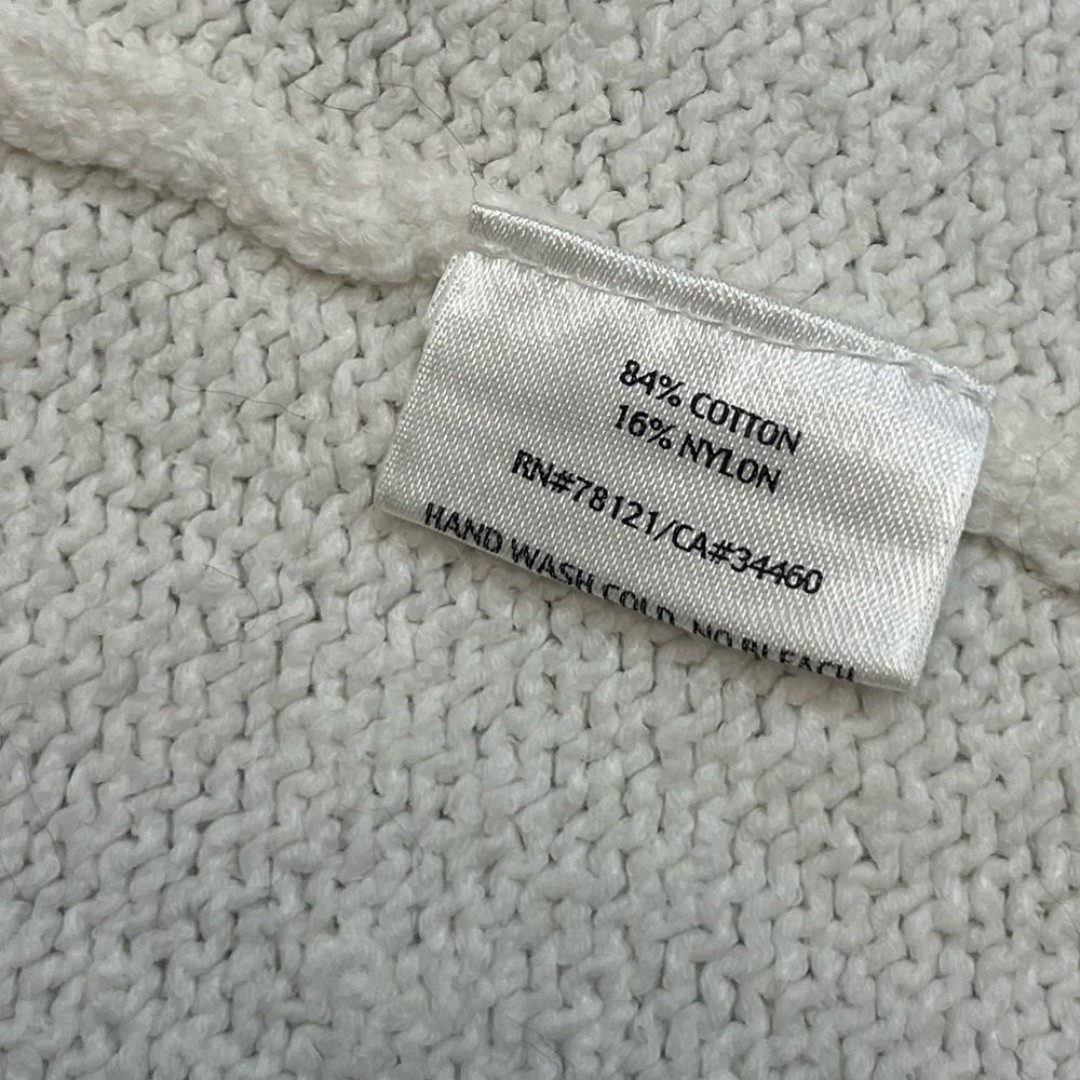 84% COTTON
16% NYLON
RN#78121/CA#34460
HAND WASH COLD, NO BLEACH